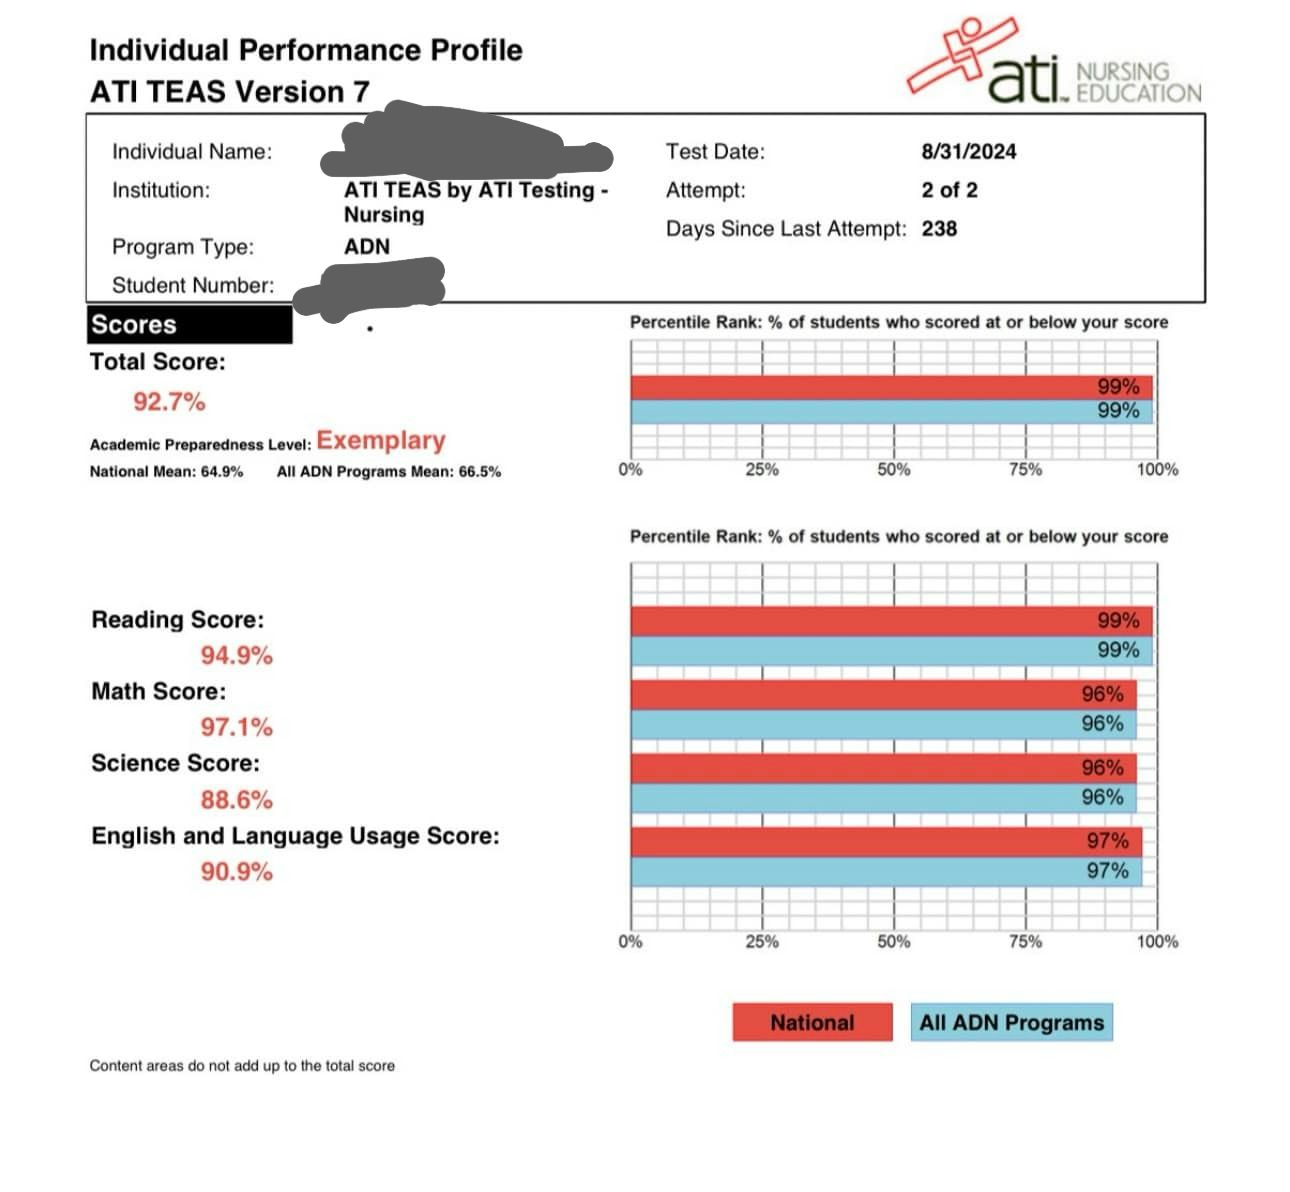 Individual Performance Profile
ATI TEAS Version 7
ati NURSING
EDUCATION
Individual Name:
Institution: ATI TEAS by ATI Testing -
Nursing
Program Type: ADN
Student Number:
Test Date: 8/31/2024
Attempt: 2 of 2
Days Since Last Attempt: 238
Scores
Total Score:
92.7%
Academic Preparedness Level: Exemplary
National Mean: 64.9% All ADN Programs Mean: 66.5%
Percentile Rank: % of students who scored at or below your score
99%
99%
0% 25% 50% 75% 100%
Percentile Rank: % of students who scored at or below your score
Reading Score:
94.9%
99%
99%
Math Score:
97.1%
96%
96%
Science Score:
88.6%
96%
96%
English and Language Usage Score:
90.9%
97%
97%
0% 25% 50% 75% 100%
National All ADN Programs
Content areas do not add up to the total score